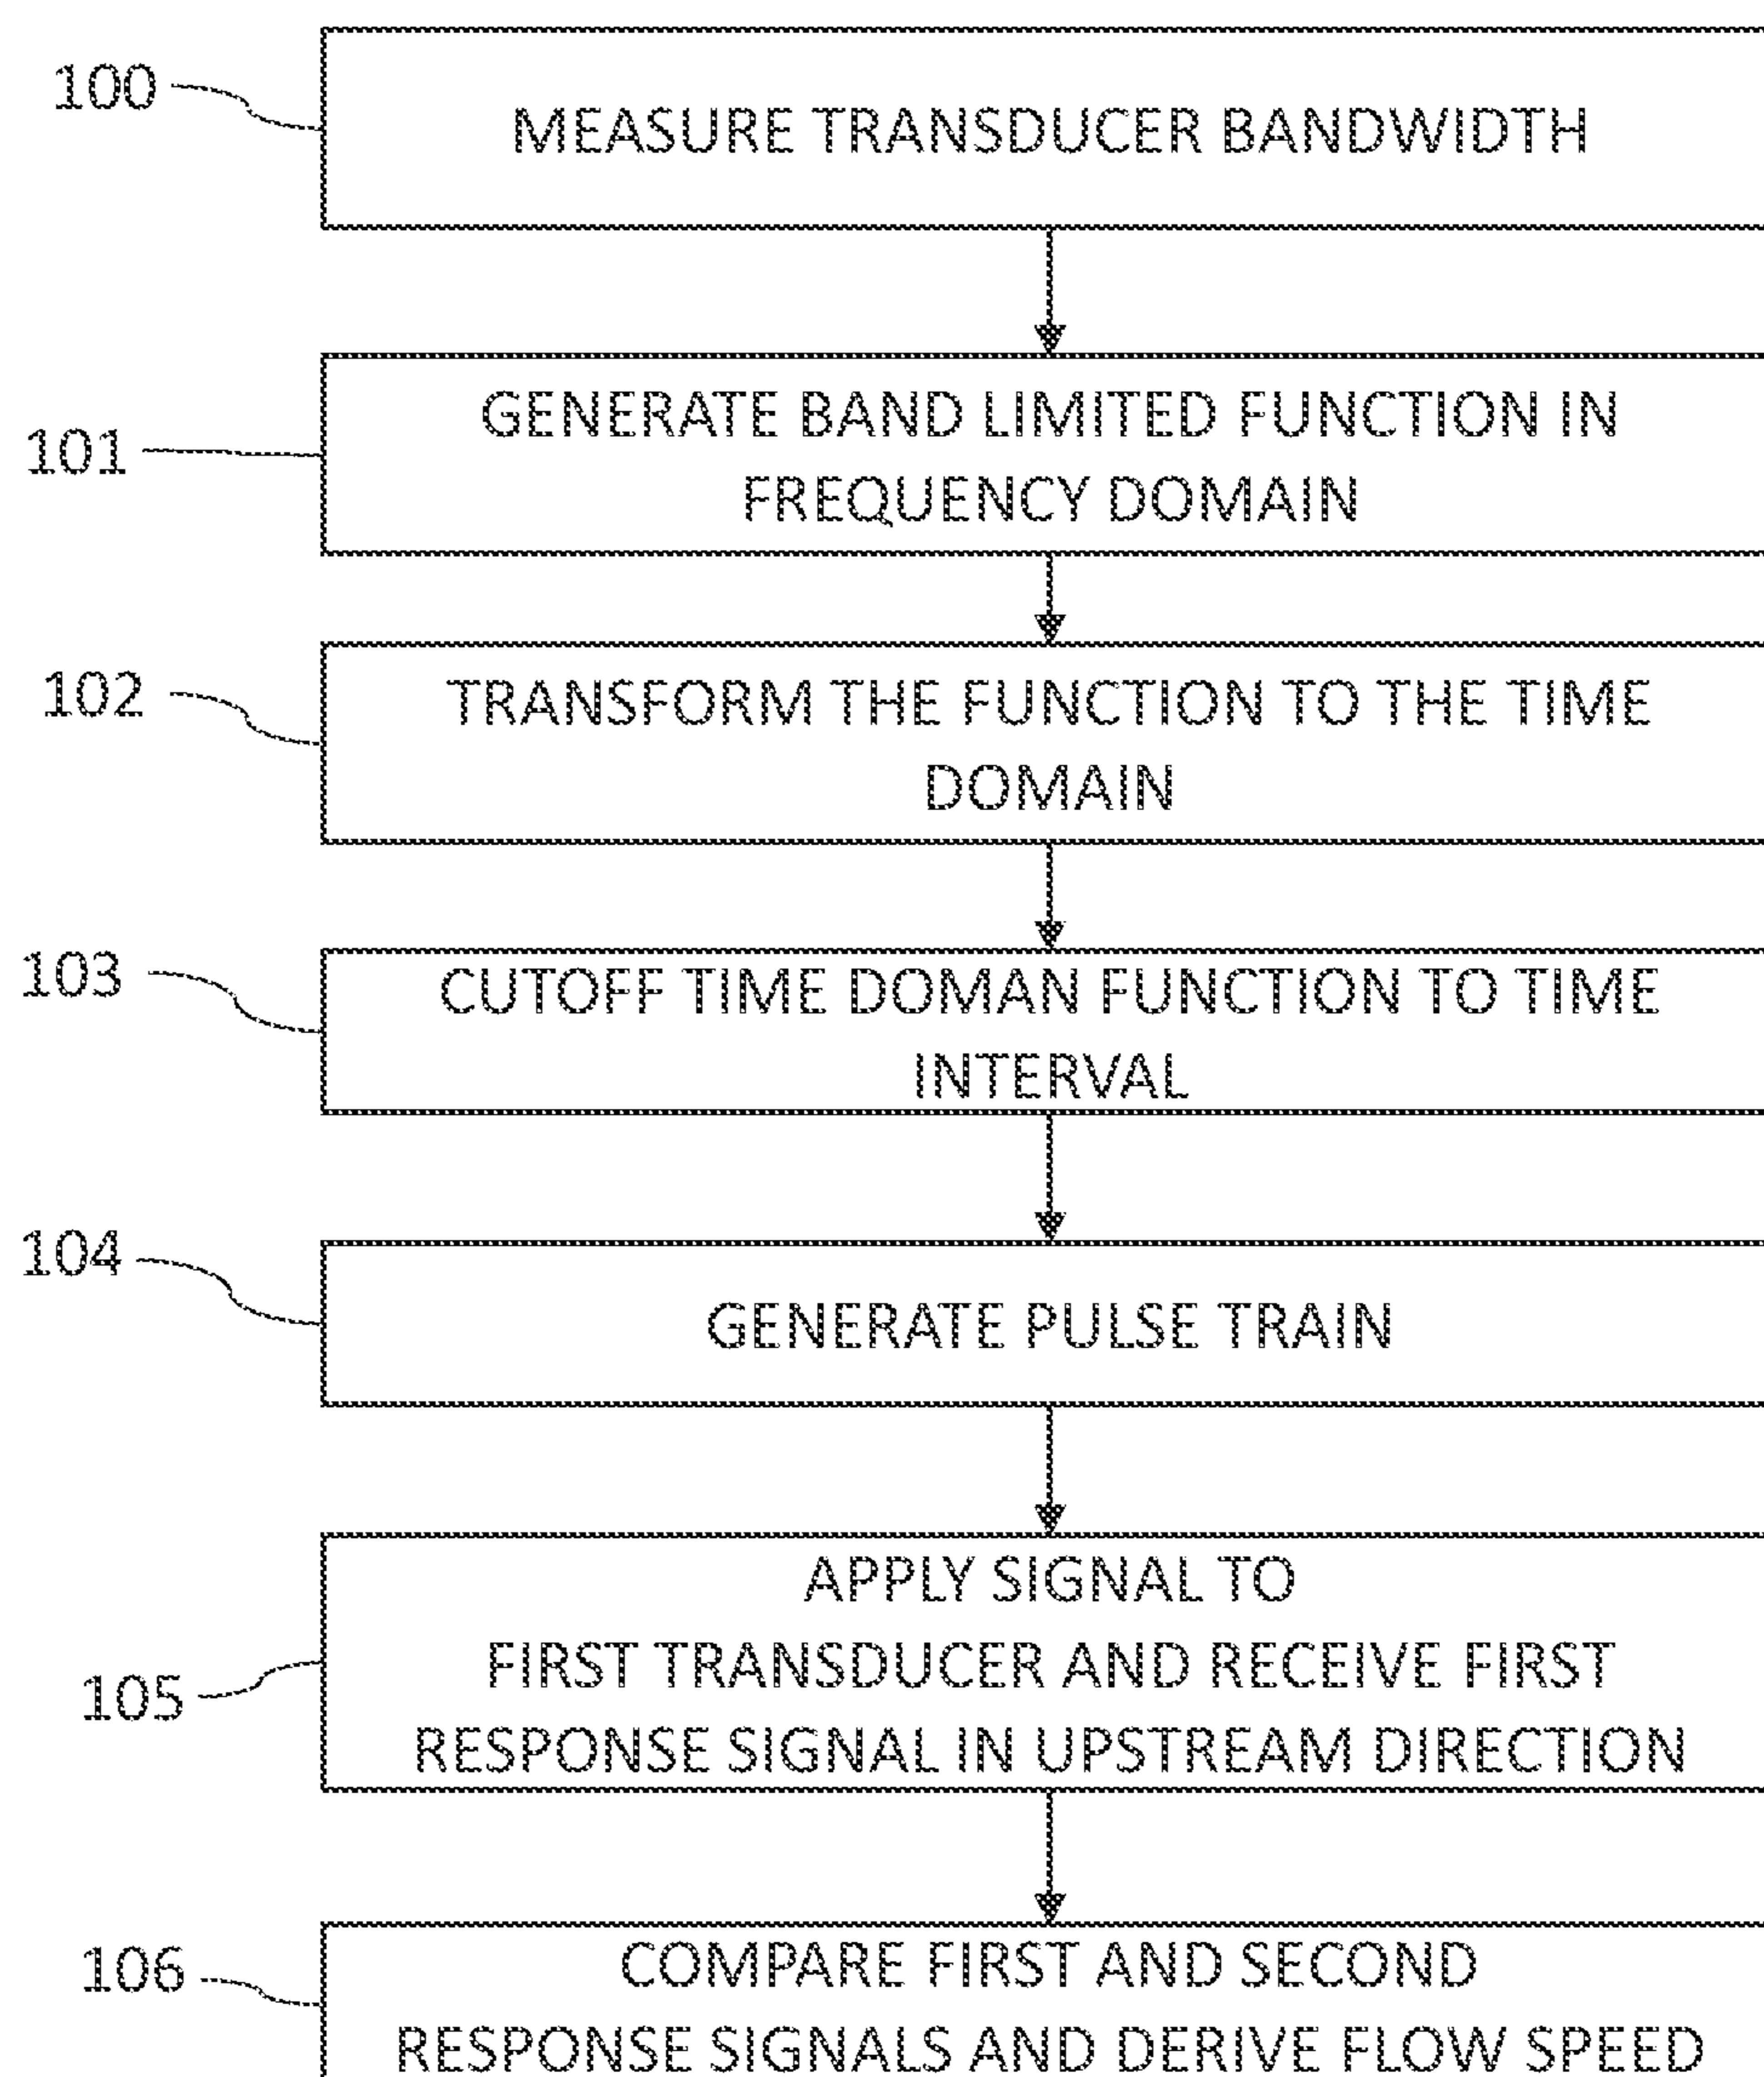 100
MEASURE TRANSDUCER BANDWIDTH
101
GENERATE BAND LIMITED FUNCTION IN
FREQUENCY DOMAIN
102
TRANSFORM THE FUNCTION TO THE TIME
DOMAIN
103
CUTOFF TIME DOMAN FUNCTION TO TIME
INTERVAL
104
GENERATE PULSE TRAIN
105
APPLY SIGNAL TO
FIRST TRANSDUCER AND RECEIVE FIRST
RESPONSE SIGNAL IN UPSTREAM DIRECTION
106
COMPARE FIRST AND SECOND
RESPONSE SIGNALS AND DERIVE FLOW SPEED